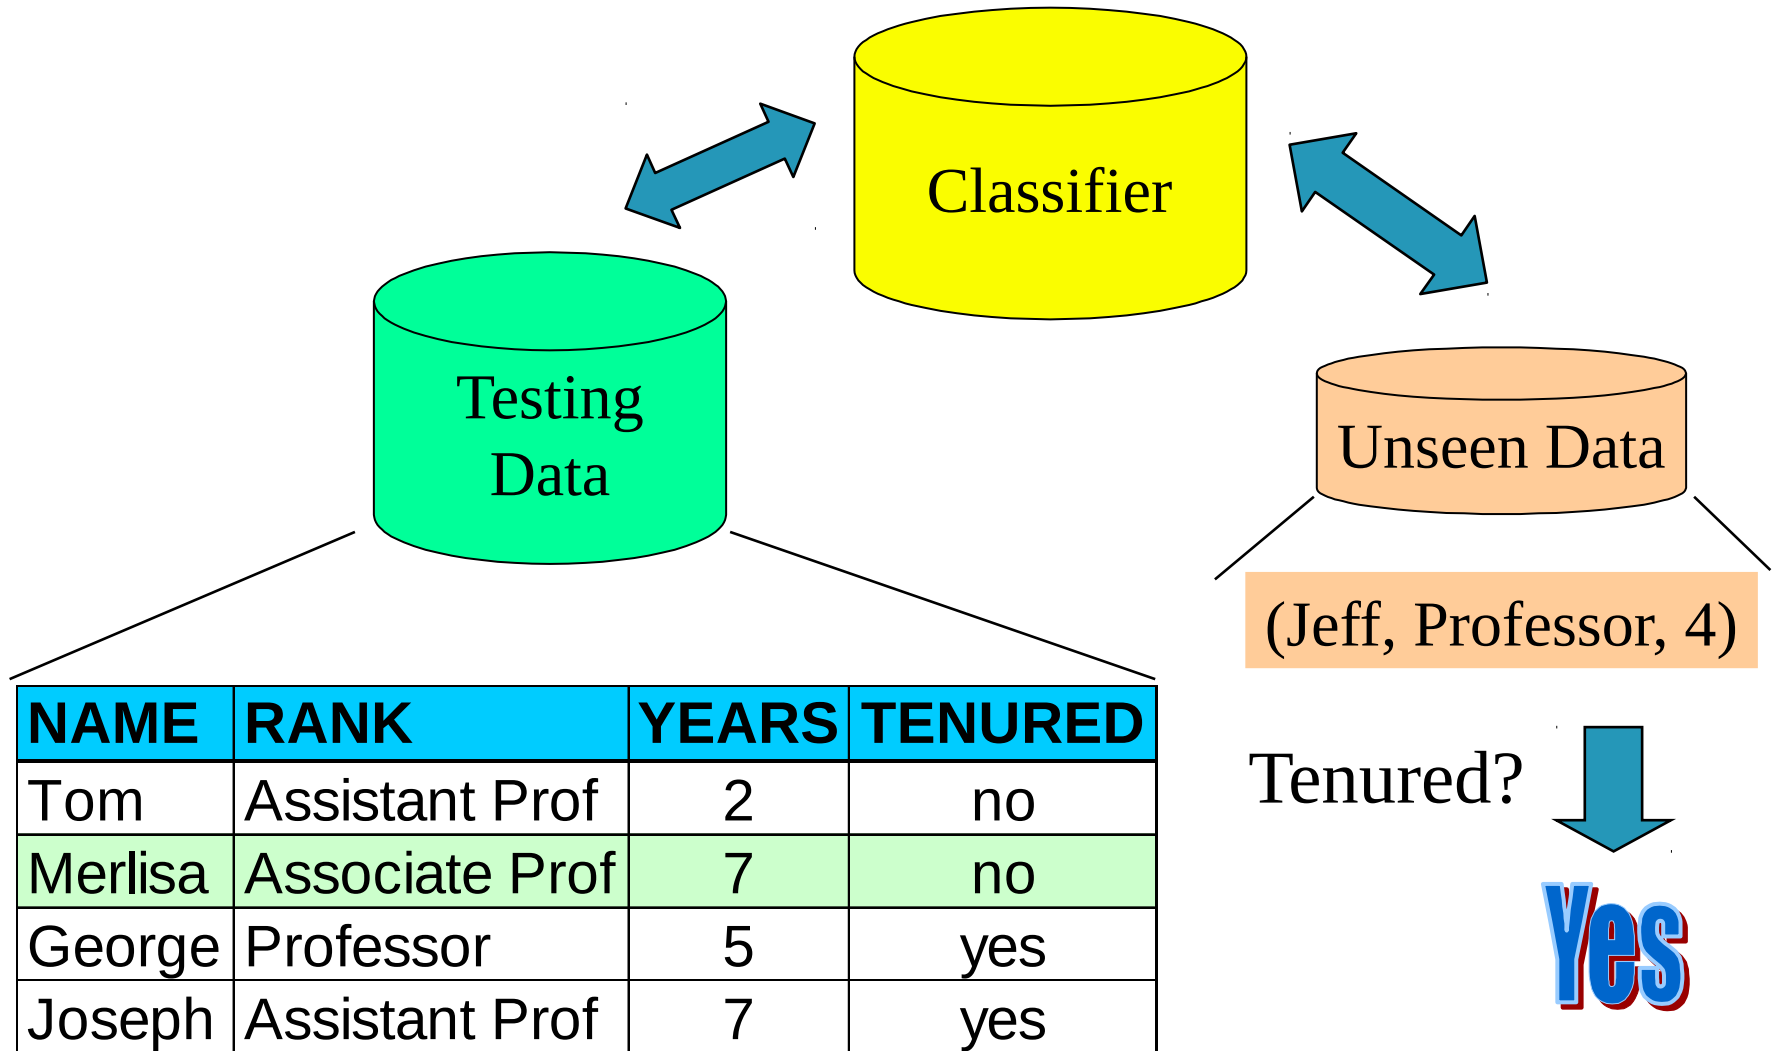 Classifier
Testing
Data
Unseen Data
(Jeff, Professor, 4)
NAME RANK YEARS TENURED
Tom Assistant Prof 2 no
Merlisa Associate Prof 7 no
George Professor 5 yes
Joseph Assistant Prof 7 yes
Tenured?
Yes